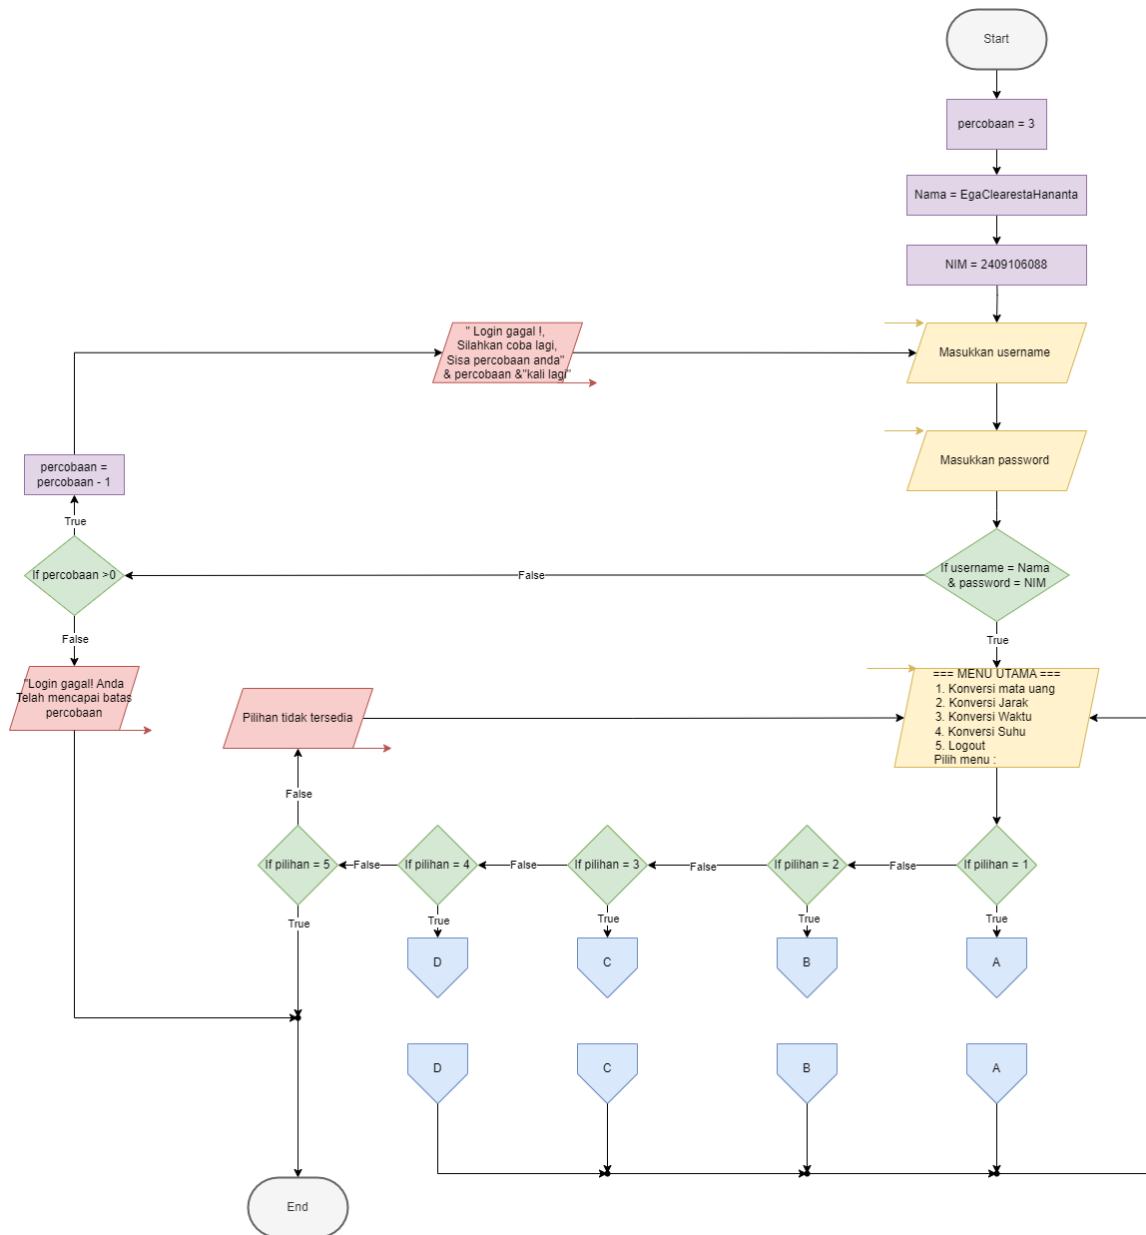 Start
percobaan = 3
Nama = EgaClearestaHananta
NIM = 2409106088
" Login gagal !,
Silahkan coba lagi,
Sisa percobaan anda"
& percobaan &"kali lagi"
Masukkan username
Masukkan password
percobaan =
percobaan - 1
True
If percobaan >0
False
If username = Nama
& password = NIM
False
True
"Login gagal! Anda
Telah mencapai batas
percobaan
Pilihan tidak tersedia
=== MENU UTAMA ===
1. Konversi mata uang
2. Konversi Jarak
3. Konversi Waktu
4. Konversi Suhu
5. Logout
Pilih menu :
False
If pilihan = 5
False
If pilihan = 4
False
If pilihan = 3
False
If pilihan = 2
False
If pilihan = 1
True
True
True
True
True
D
C
B
A
D
C
B
A
End